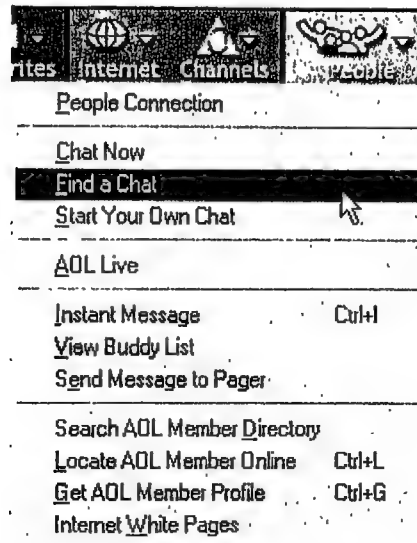 rites Internet Channels People
People Connection
Chat Now
Find a Chat
Start Your Own Chat
AOL Live
Instant Message Ctrl+I
View Buddy List
Send Message to Pager
Search AOL Member Directory
Locate AOL Member Online Ctrl+L
Get AOL Member Profile Ctrl+G
Internet White Pages